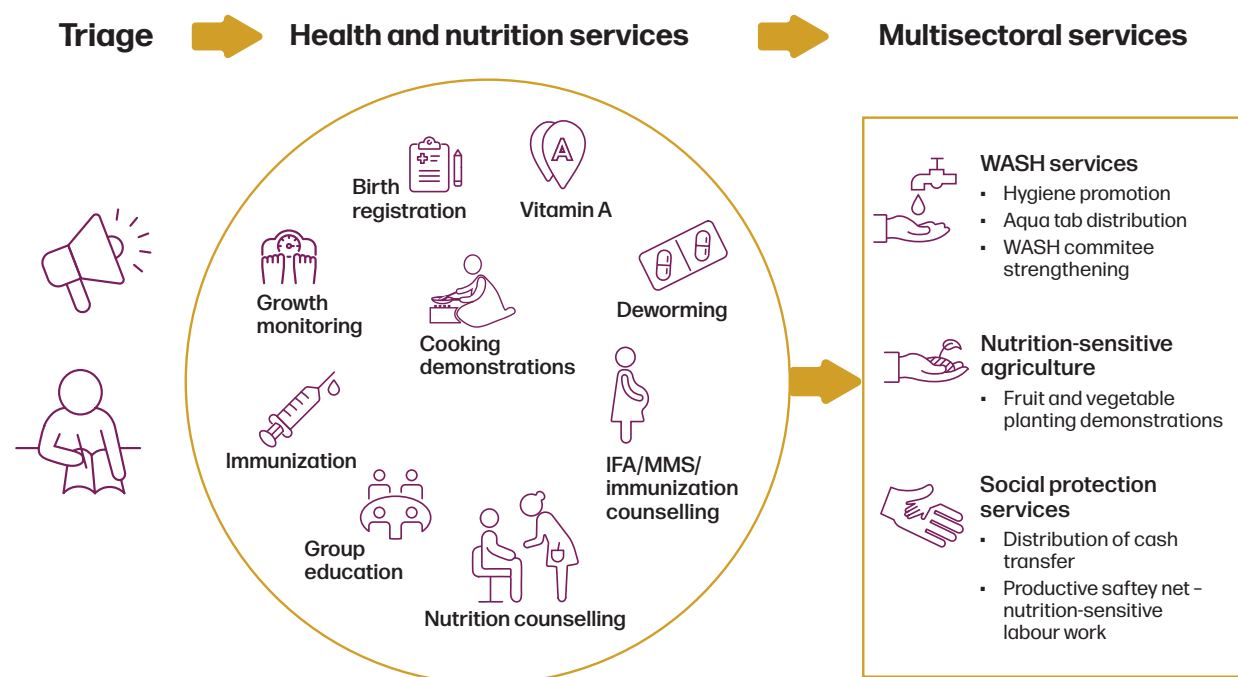 Triage
Health and nutrition services
Multisectoral services
Birth
registration
A
Vitamin A
Growth
monitoring
Cooking
demonstrations
Deworming
Immunization
IFA/MMS/
immunization
counselling
Group
education
Nutrition counselling
WASH services
▪ Hygiene promotion
▪ Aqua tab distribution
▪ WASH commitee
strengthening
Nutrition-sensitive
agriculture
▪ Fruit and vegetable
planting demonstrations
Social protection
services
▪ Distribution of cash
transfer
▪ Productive saftey net –
nutrition-sensitive
labour work